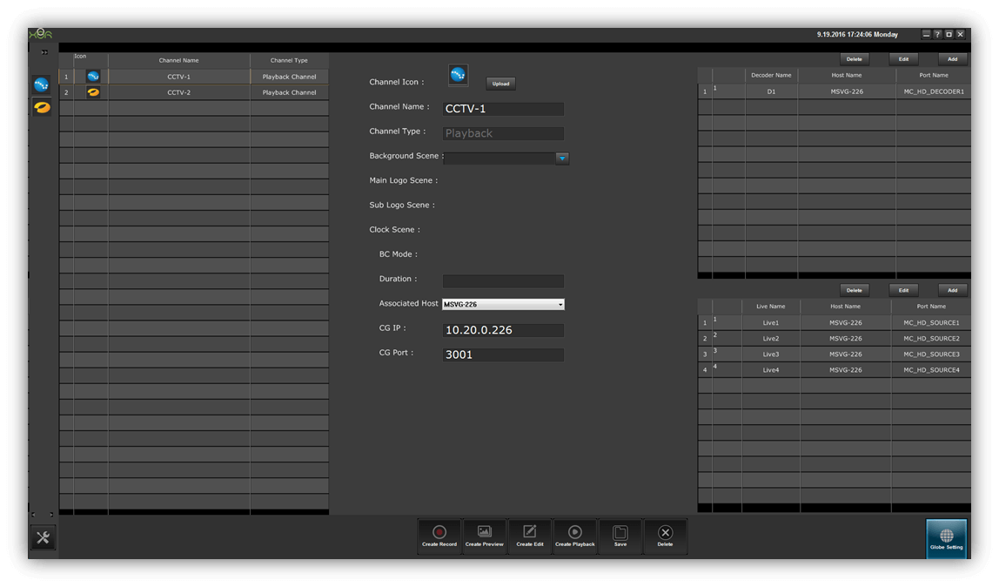 xeR
9.19.2016 17:24:06 Monday
?
Icon
Channel Name
Channel Type
1
CCTV-1
Playback Channel
2
CCTV-2
Playback Channel
Channel Icon :
Upload
Channel Name :
CCTV-1
Channel Type :
Playback
Background Scene :
Main Logo Scene :
Sub Logo Scene :
Clock Scene :
BC Mode :
Duration :
Associated Host
MSVG-226
CG IP :
10.20.0.226
CG Port :
3001
Delete
Edit
Add
Decoder Name
Host Name
Port Name
1
1
D1
MSVG-226
MC_HD_DECODER1
Delete
Edit
Add
Live Name
Host Name
Port Name
1
1
Live1
MSVG-226
MC_HD_SOURCE1
2
2
Live2
MSVG-226
MC_HD_SOURCE2
3
3
Live3
MSVG-226
MC_HD_SOURCE3
4
4
Live4
MSVG-226
MC_HD_SOURCE4
Create Record
Create Preview
Create Edit
Create Playback
Save
Delete
Globe Setting